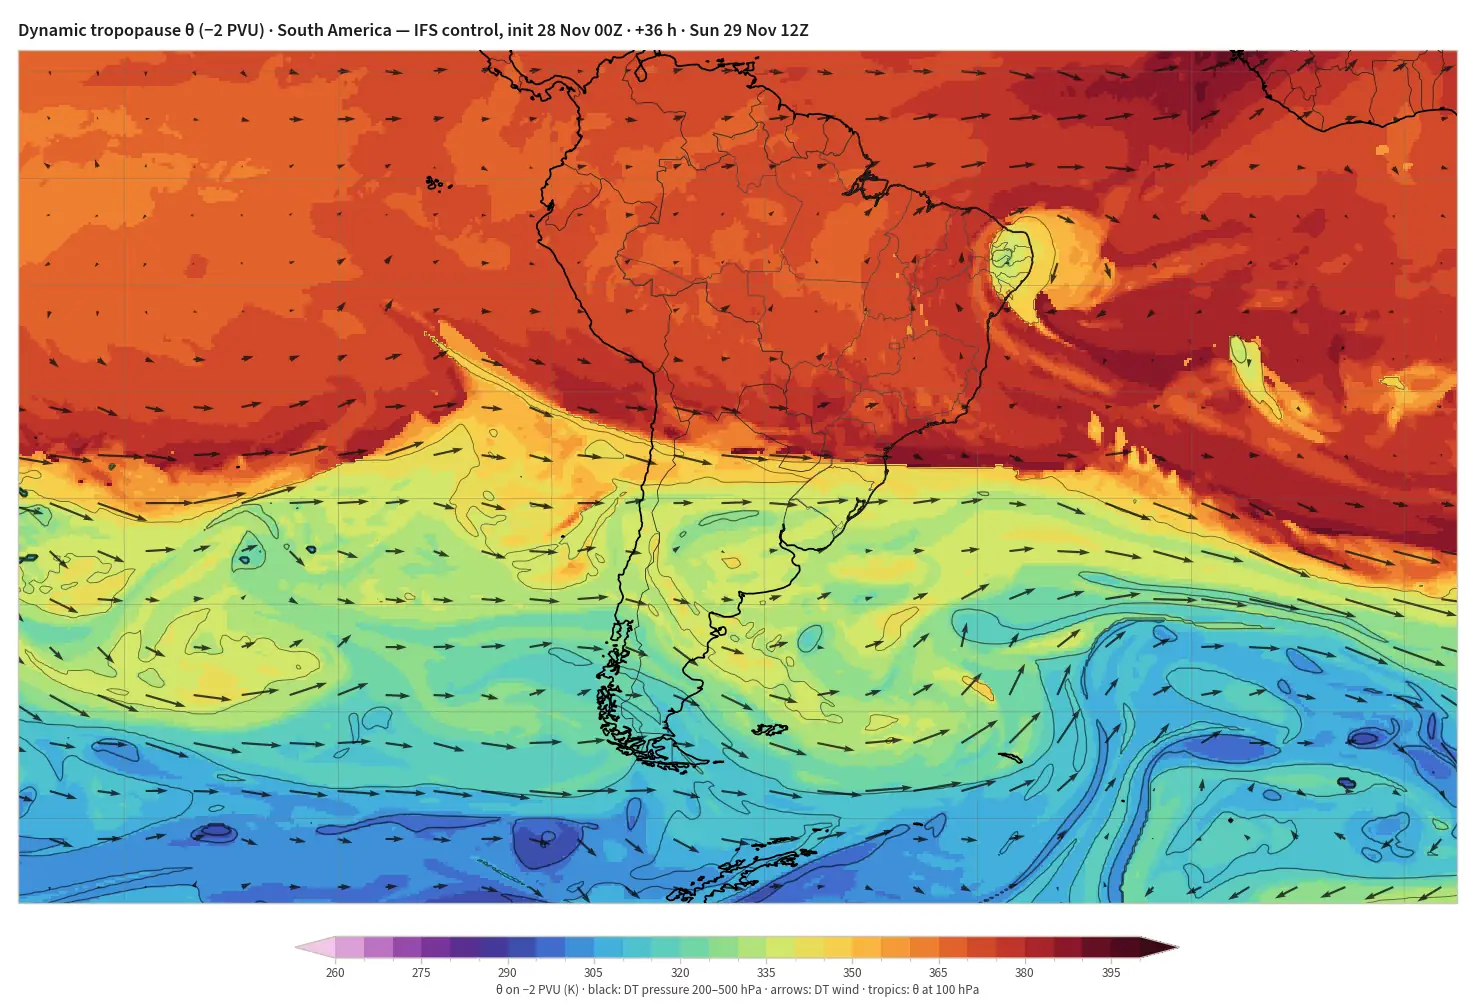 Dynamic tropopause θ (−2 PVU) · South America — IFS control, init 28 Nov 00Z · +36 h · Sun 29 Nov 12Z
260 275 290 305 320 335 350 365 380 395
θ on −2 PVU (K) · black: DT pressure 200–500 hPa · arrows: DT wind · tropics: θ at 100 hPa